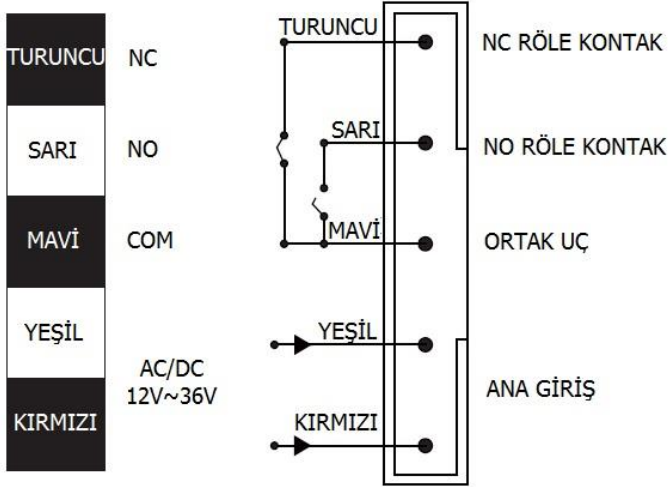 TURUNCU NC
SARI NO
MAVİ COM
YEŞİL
AC/DC
12V~36V
KIRMIZI
TURUNCU NC RÖLE KONTAK
SARI NO RÖLE KONTAK
MAVİ ORTAK UÇ
YEŞİL
ANA GİRİŞ
KIRMIZI